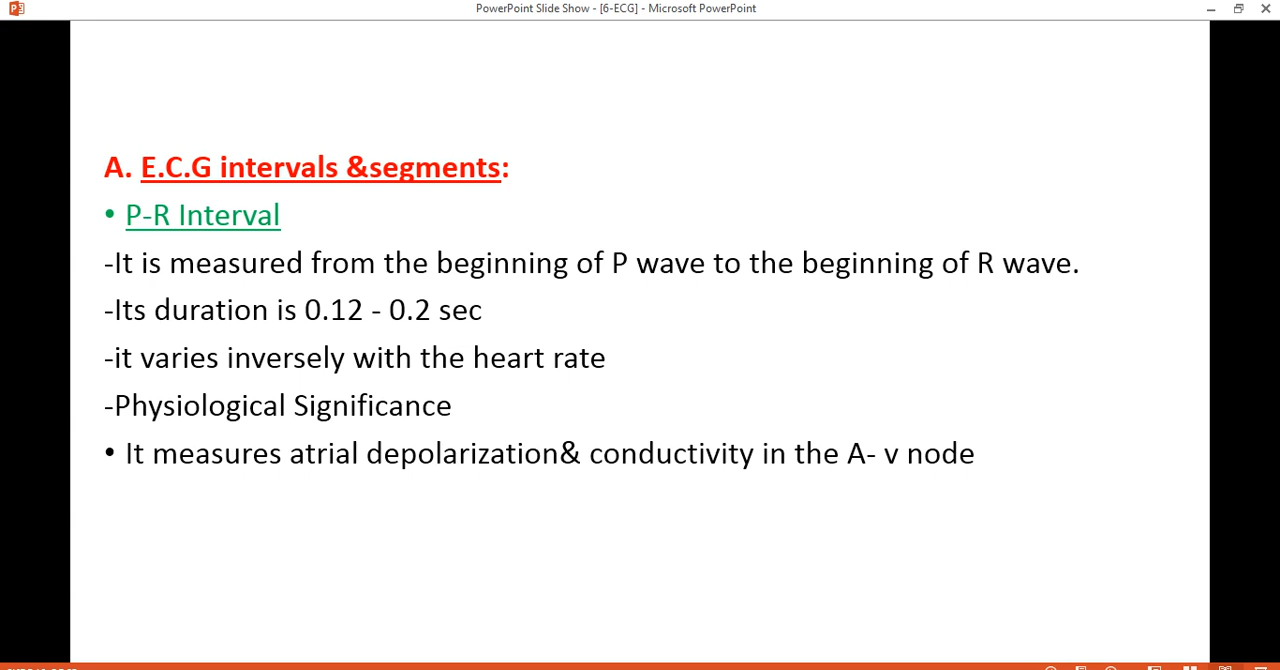 PowerPoint Slide Show - [6-ECG] - Microsoft PowerPoint
A. E.C.G intervals &segments:
• P-R Interval
-It is measured from the beginning of P wave to the beginning of R wave.
-Its duration is 0.12 - 0.2 sec
-it varies inversely with the heart rate
-Physiological Significance
• It measures atrial depolarization& conductivity in the A- v node